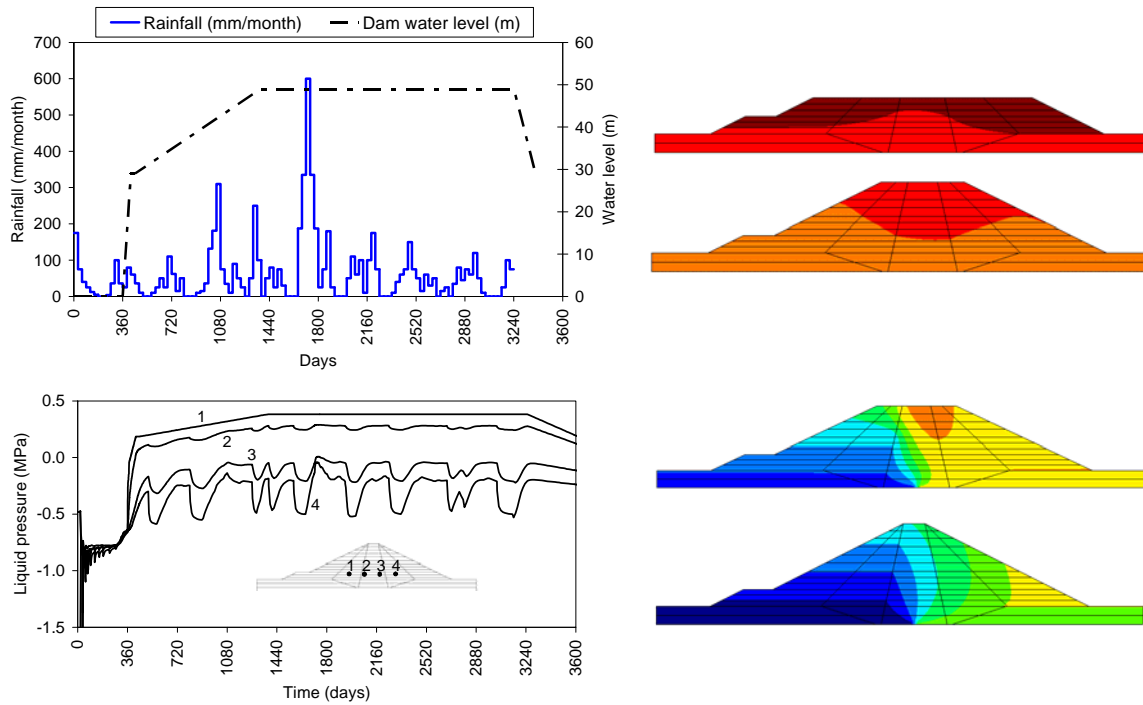 Rainfall (mm/month) Dam water level (m)
700
600
500
400
300
200
100
0
Rainfall (mm/month)
60
50
40
30
20
10
0
Water level (m)
0 360 720 1080 1440 1800 2160 2520 2880 3240 3600
Days
0.5
0.0
-0.5
-1.0
-1.5
Liquid pressure (MPa)
1
2
3
4
1 2 3 4
0 360 720 1080 1440 1800 2160 2520 2880 3240 3600
Time (days)